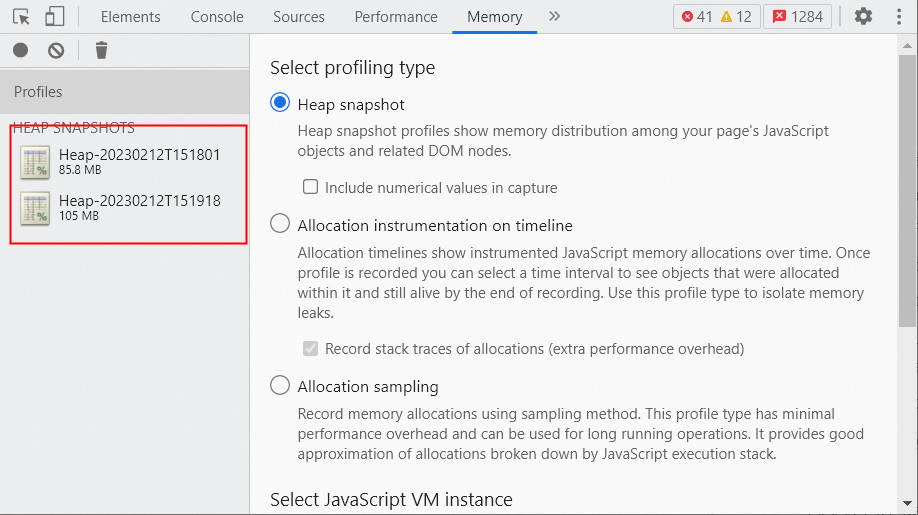 Elements Console Sources Performance Memory 41 12 1284
Profiles
HEAP SNAPSHOTS
Heap-20230212T151801
85.8 MB
Heap-20230212T151918
105 MB
Select profiling type
Heap snapshot
Heap snapshot profiles show memory distribution among your page's JavaScript
objects and related DOM nodes.
Include numerical values in capture
Allocation instrumentation on timeline
Allocation timelines show instrumented JavaScript memory allocations over time. Once
profile is recorded you can select a time interval to see objects that were allocated
within it and still alive by the end of recording. Use this profile type to isolate memory
leaks.
Record stack traces of allocations (extra performance overhead)
Allocation sampling
Record memory allocations using sampling method. This profile type has minimal
performance overhead and can be used for long running operations. It provides good
approximation of allocations broken down by JavaScript execution stack.
Select JavaScript VM instance